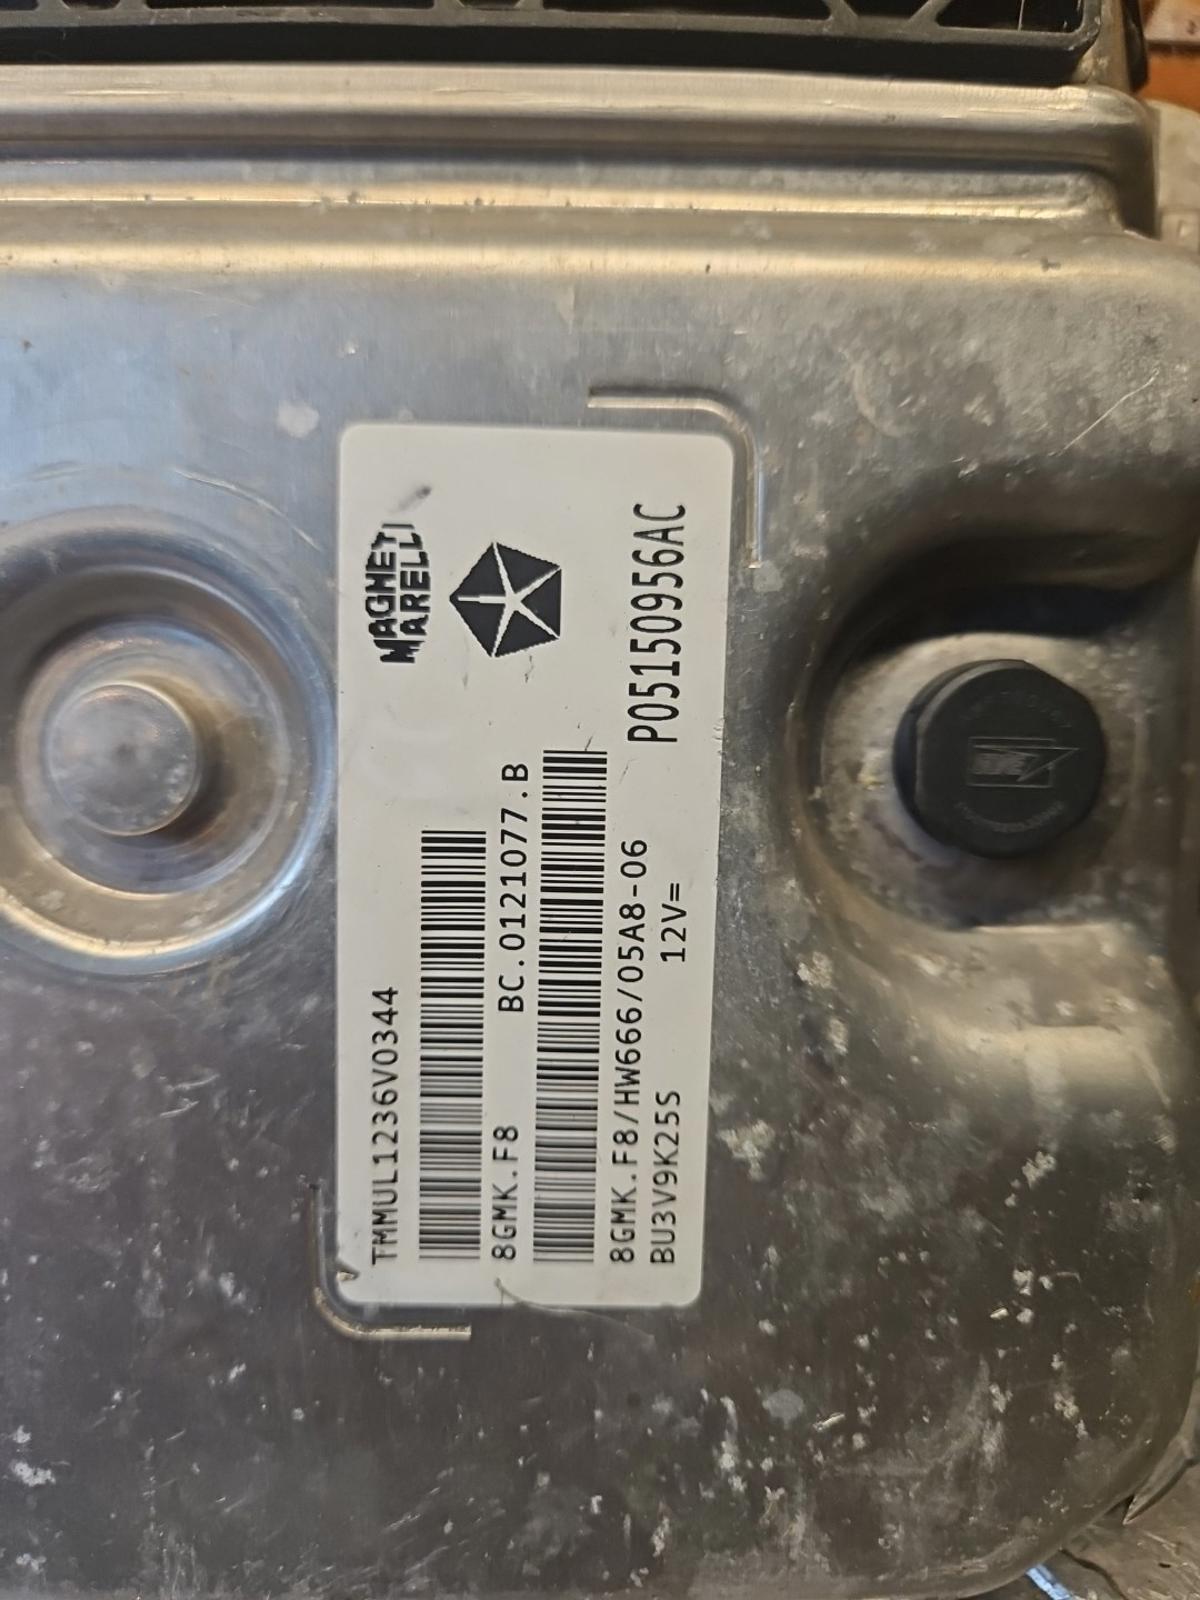 MAGNETI
MARELLI
TMMUL1236V0344
8GMK.F8 BC.0121077.B
P05150956AC
8GMK.F8/HW666/05A8-06
BU3V9K25S 12V=